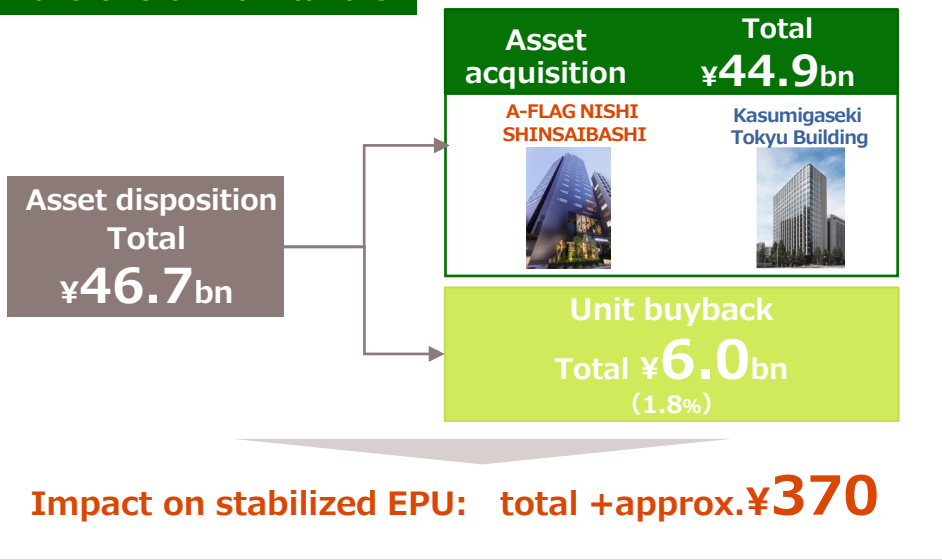 Asset disposition
Total
¥46.7bn
Asset
acquisition
Total
¥44.9bn
A-FLAG NISHI
SHINSAIBASHI
Kasumigaseki
Tokyu Building
Unit buyback
Total ¥6.0bn
(1.8%)
Impact on stabilized EPU: total +approx.¥370